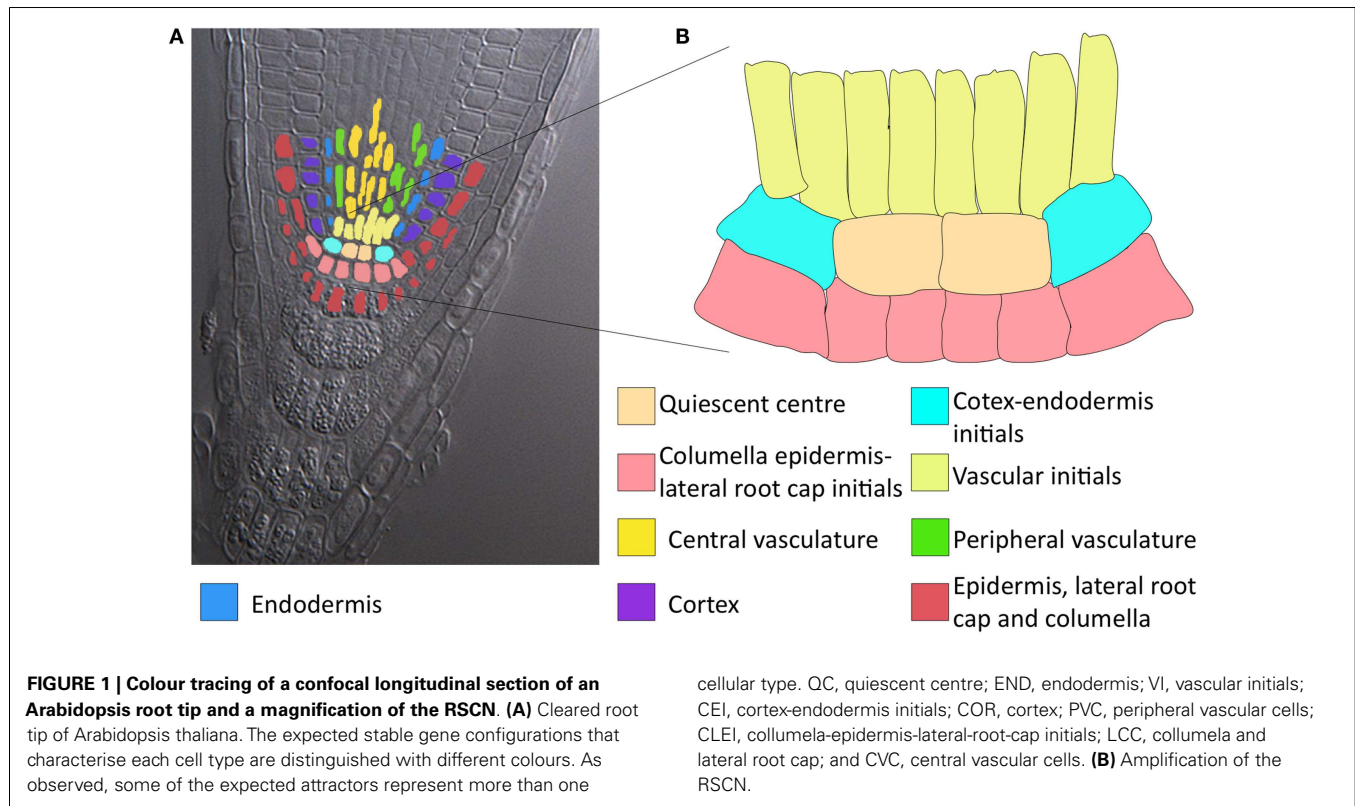 A
B
Quiescent centre
Cotex-endodermis
initials
Columella epidermis-
lateral root cap initials
Vascular initials
Central vasculature
Peripheral vasculature
Endodermis
Cortex
Epidermis, lateral root
cap and columella
FIGURE 1 | Colour tracing of a confocal longitudinal section of an
Arabidopsis root tip and a magnification of the RSCN. (A) Cleared root
tip of Arabidopsis thaliana. The expected stable gene configurations that
characterise each cell type are distinguished with different colours. As
observed, some of the expected attractors represent more than one
cellular type. QC, quiescent centre; END, endodermis; VI, vascular initials;
CEI, cortex-endodermis initials; COR, cortex; PVC, peripheral vascular cells;
CLEI, collumela-epidermis-lateral-root-cap initials; LCC, collumela and
lateral root cap; and CVC, central vascular cells. (B) Amplification of the
RSCN.